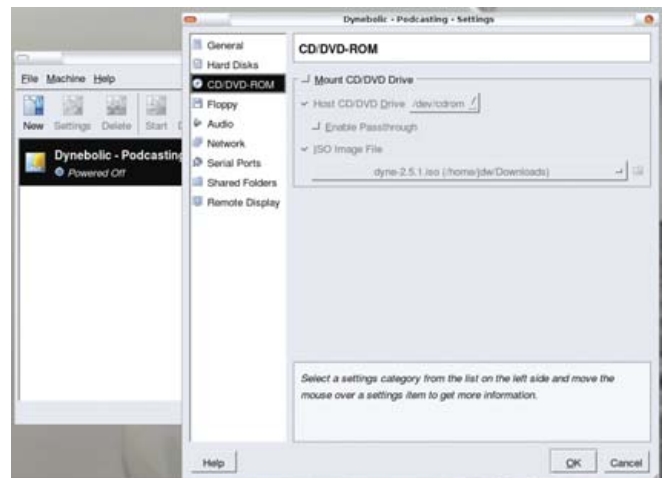 Dynebolic - Podcasting - Settings
File Machine Help
New Settings Delete Start
Dynebolic - Podcasting
Powered Off
General
Hard Disks
CD/DVD-ROM
Floppy
Audio
Network
Serial Ports
Shared Folders
Remote Display
CD/DVD-ROM
Mount CD/DVD Drive
Host CD/DVD Drive /dev/cdrom
Enable Passthrough
ISO Image File
dyne-2.5.1.iso (/home/jdw/Downloads)
Select a settings category from the list on the left side and move the
mouse over a settings item to get more information.
Help
OK Cancel